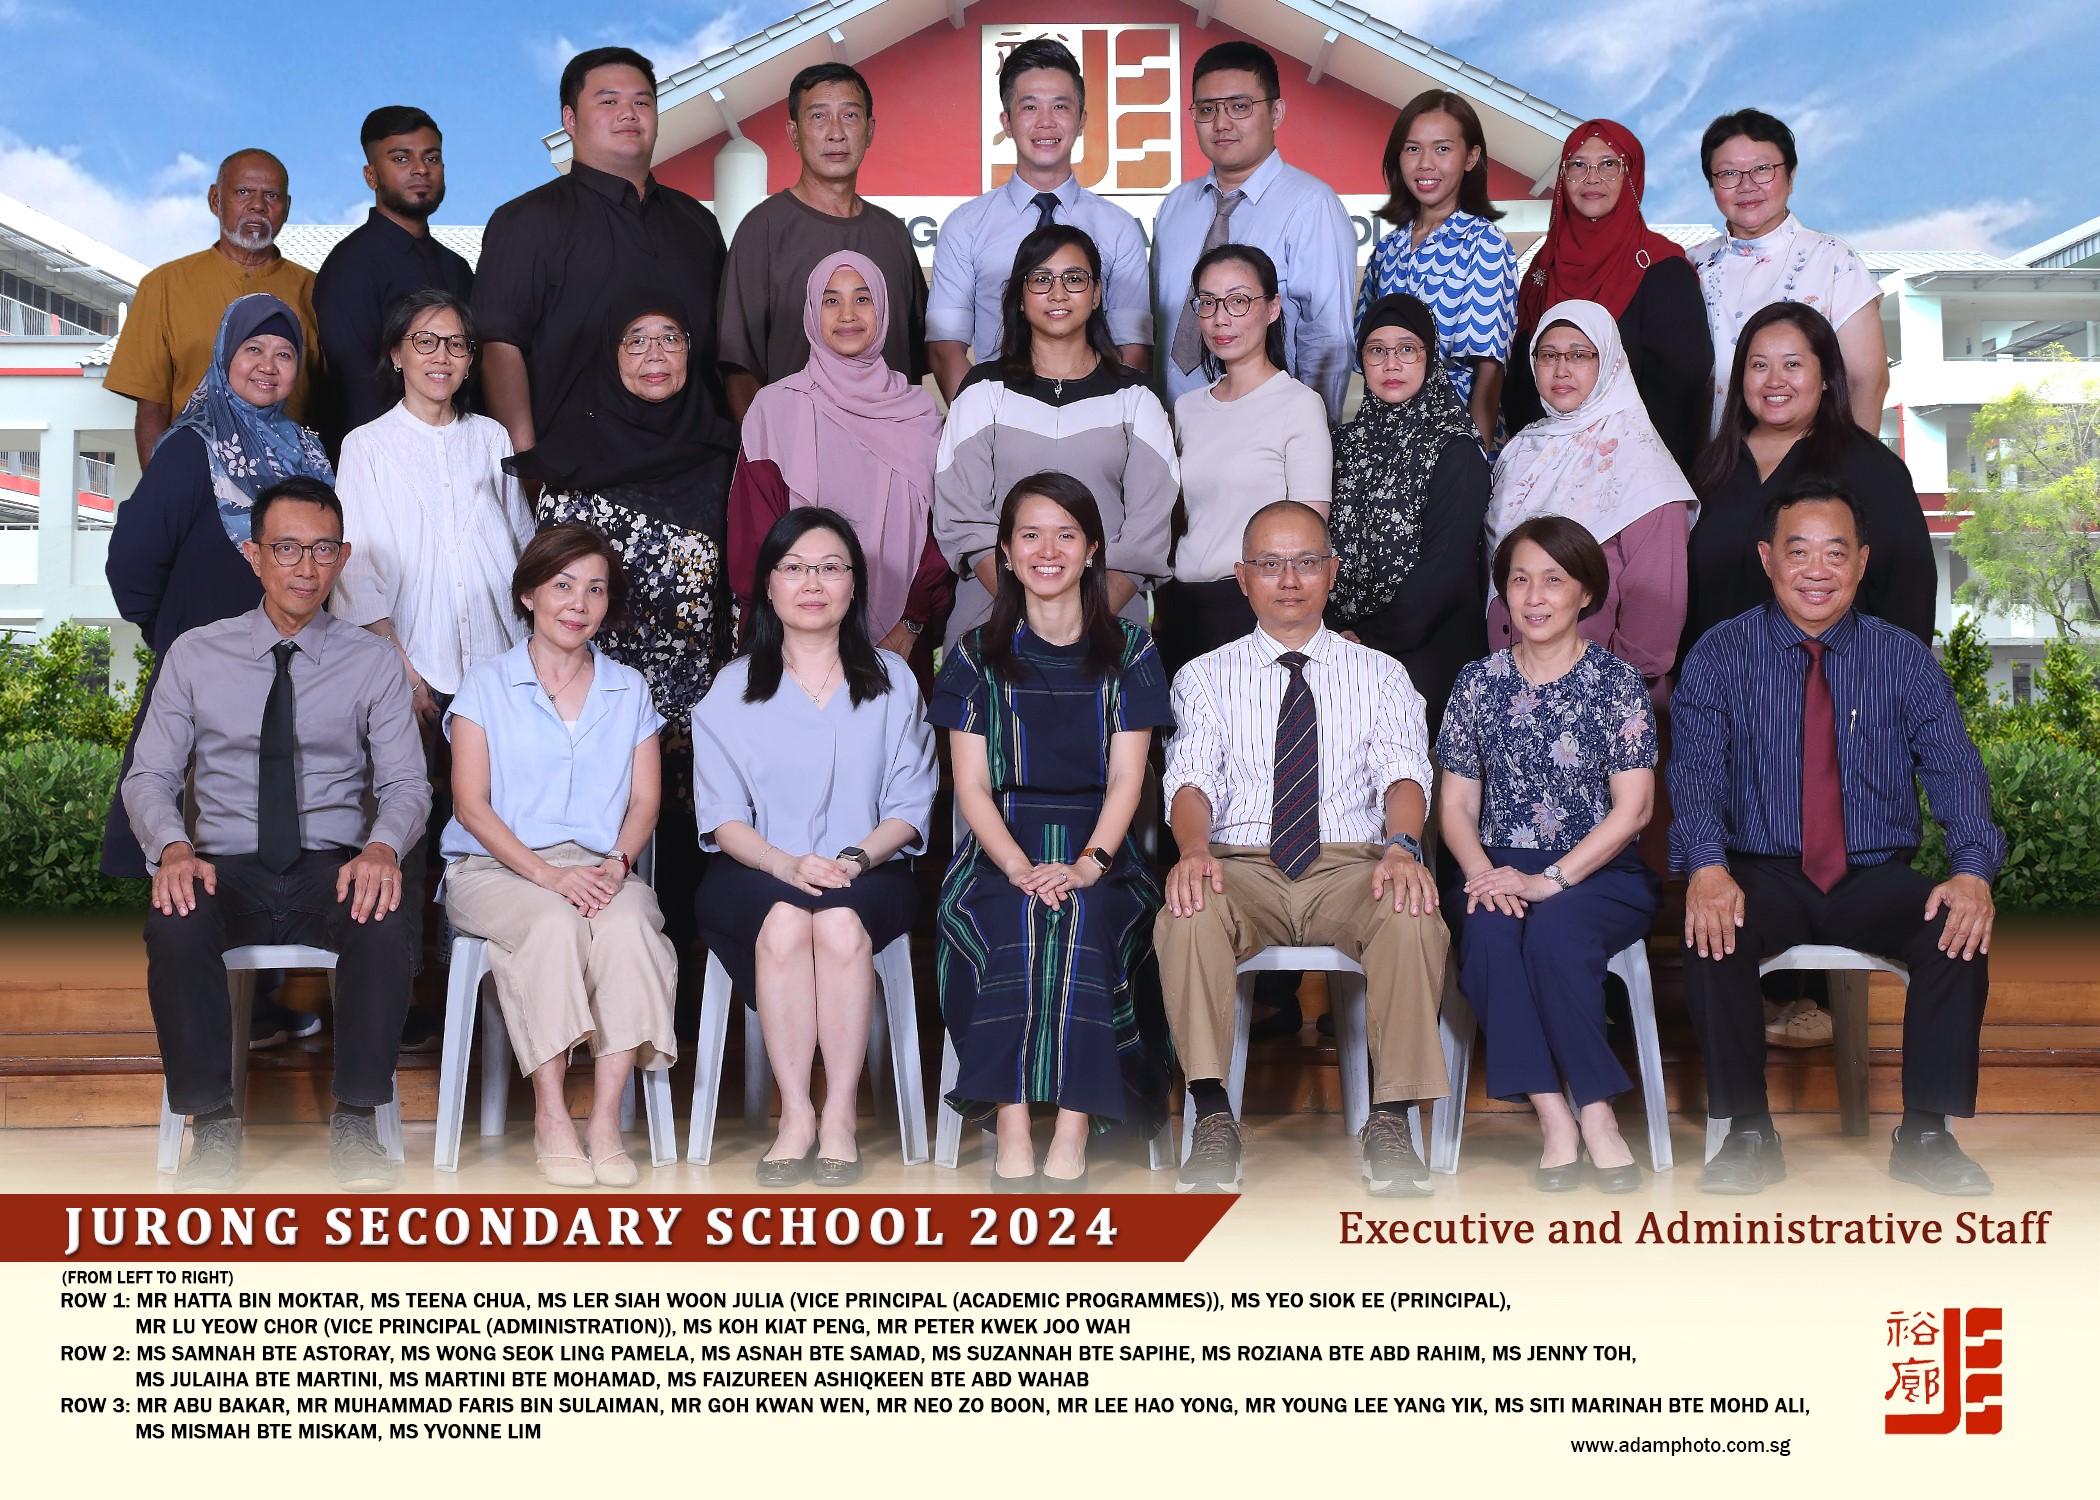 裕
JURONG SECONDARY SCHOOL 2024
Executive and Administrative Staff
(FROM LEFT TO RIGHT)
ROW 1: MR HATTA BIN MOKTAR, MS TEENA CHUA, MS LER SIAH WOON JULIA (VICE PRINCIPAL (ACADEMIC PROGRAMMES)), MS YEO SIOK EE (PRINCIPAL),
MR LU YEOW CHOR (VICE PRINCIPAL (ADMINISTRATION)), MS KOH KIAT PENG, MR PETER KWEK JOO WAH
ROW 2: MS SAMNAH BTE ASTORAY, MS WONG SEOK LING PAMELA, MS ASNAH BTE SAMAD, MS SUZANNAH BTE SAPIHE, MS ROZIANA BTE ABD RAHIM, MS JENNY TOH,
MS JULAIHA BTE MARTINI, MS MARTINI BTE MOHAMAD, MS FAIZUREEN ASHIQKEEN BTE ABD WAHAB
ROW 3: MR ABU BAKAR, MR MUHAMMAD FARIS BIN SULAIMAN, MR GOH KWAN WEN, MR NEO ZO BOON, MR LEE HAO YONG, MR YOUNG LEE YANG YIK, MS SITI MARINAH BTE MOHD ALI,
MS MISMAH BTE MISKAM, MS YVONNE LIM
www.adamphoto.com.sg
裕廊 JSS